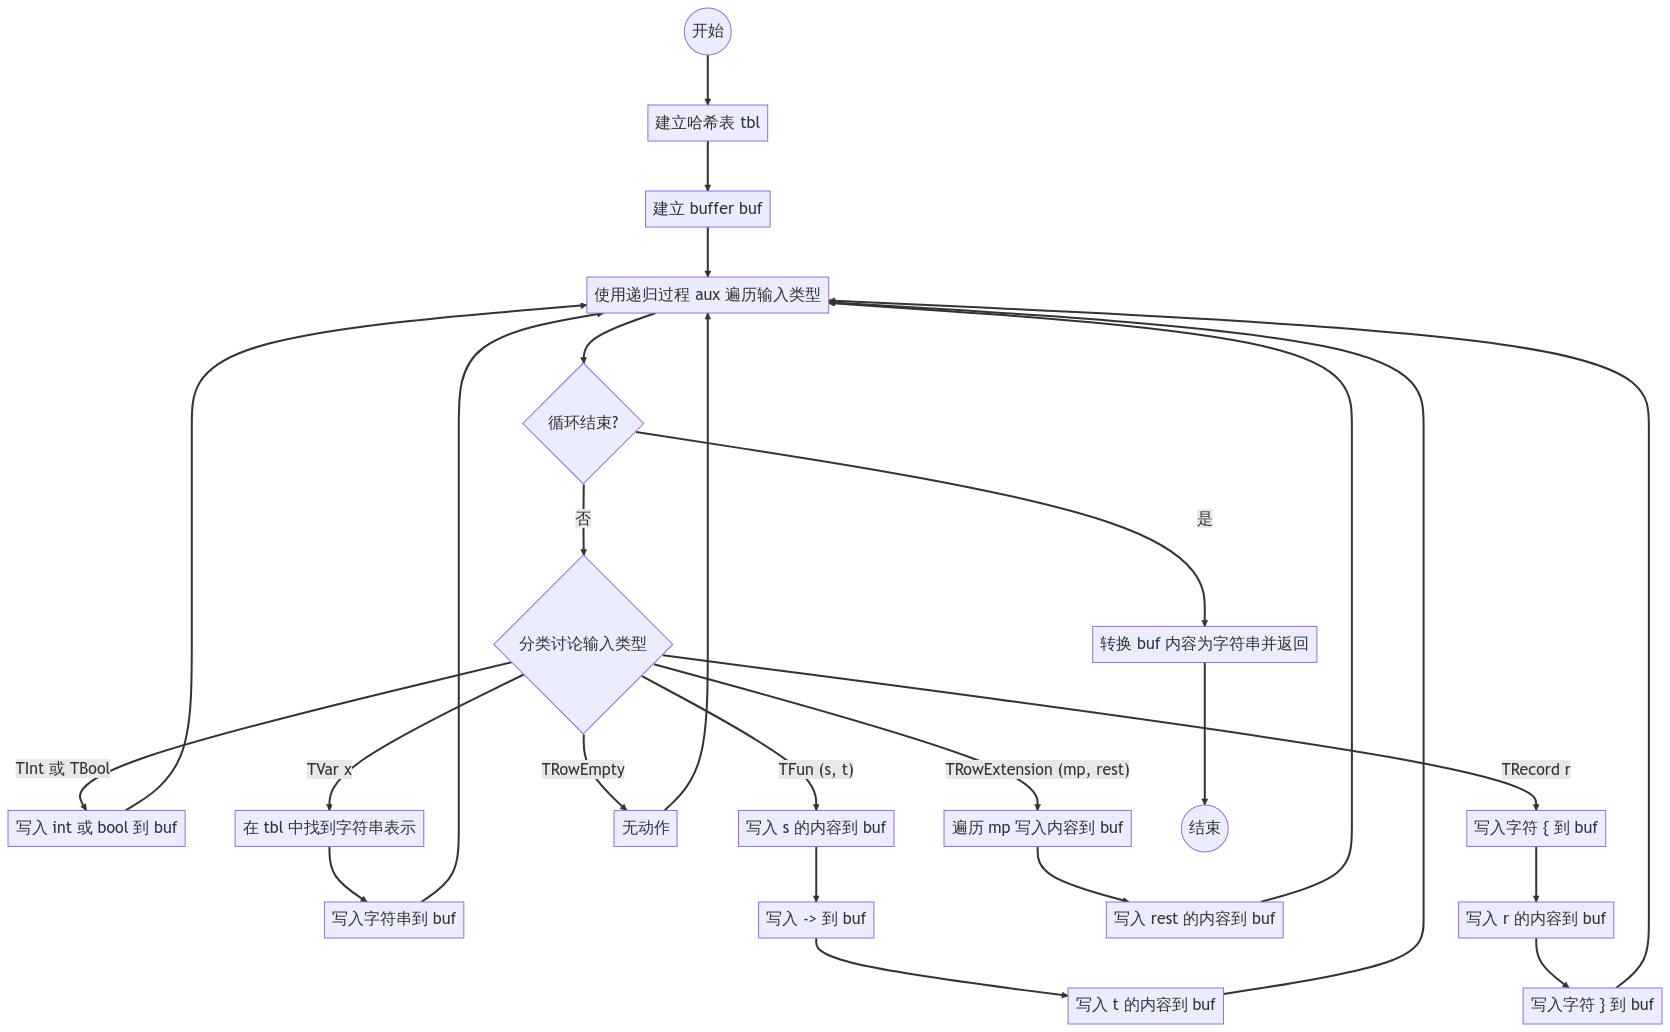 开始
建立哈希表 tbl
建立 buffer buf
使用递归过程 aux 遍历输入类型
循环结束?
否
是
分类讨论输入类型
转换 buf 内容为字符串并返回
TInt 或 TBool
TVar x
TRowEmpty
TFun (s, t)
TRowExtension (mp, rest)
TRecord r
写入 int 或 bool 到 buf
在 tbl 中找到字符串表示
无动作
写入 s 的内容到 buf
遍历 mp 写入内容到 buf
结束
写入字符 { 到 buf
写入字符串到 buf
写入 -> 到 buf
写入 rest 的内容到 buf
写入 r 的内容到 buf
写入 t 的内容到 buf
写入字符 } 到 buf